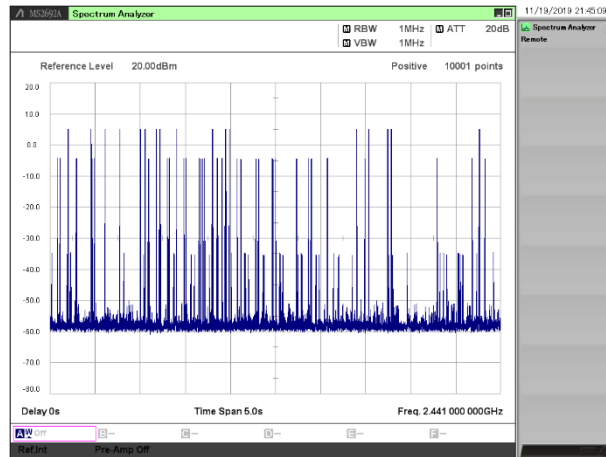 MS2692A Spectrum Analyzer
11/19/2019 21:45:09
Spectrum Analyzer
Remote
RBW 1MHz ATT 20dB
VBW 1MHz
Reference Level 20.00dBm Positive 10001 points
20.0
10.0
0.0
-10.0
-20.0
-30.0
-40.0
-50.0
-60.0
-70.0
-80.0
Delay 0s Time Span 5.0s Freq. 2.441 000 000GHz
A W Off B -- C -- D -- E -- F --
Ref.Int Pre-Amp Off